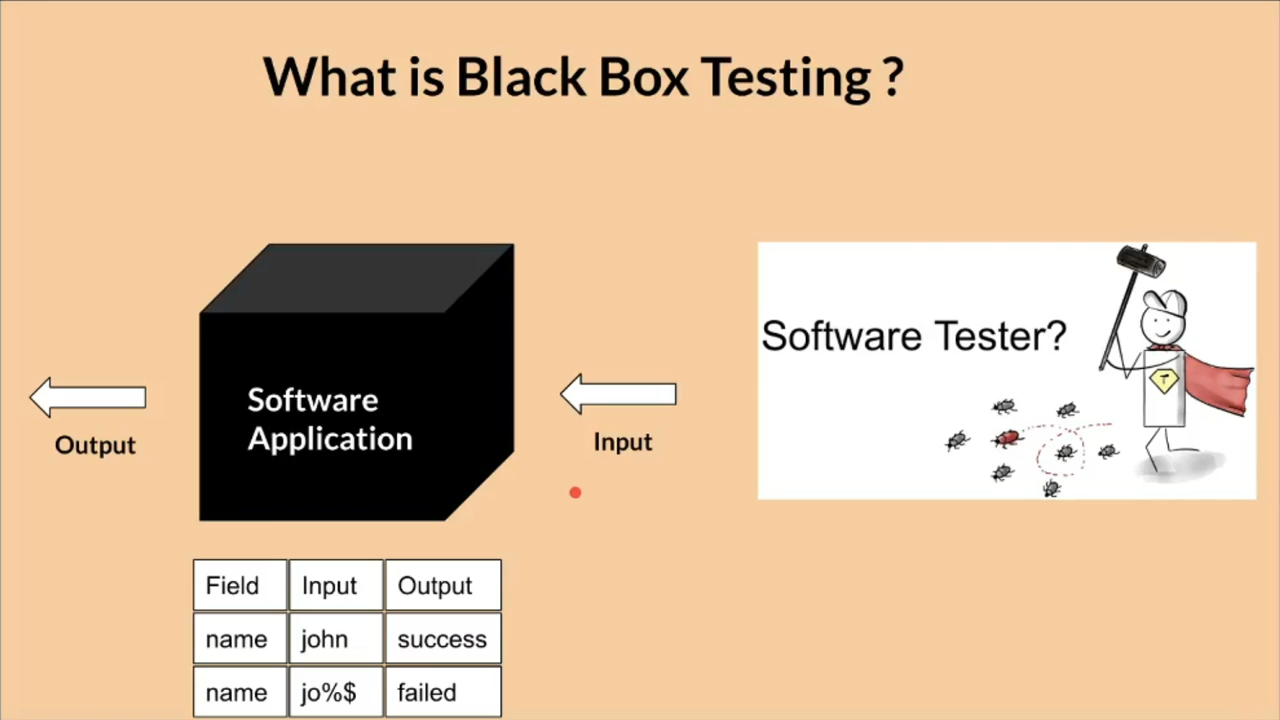 What is Black Box Testing ?
Software Tester?
T
Software
Application
Output
Input
Field Input Output
name john success
name jo%$ failed